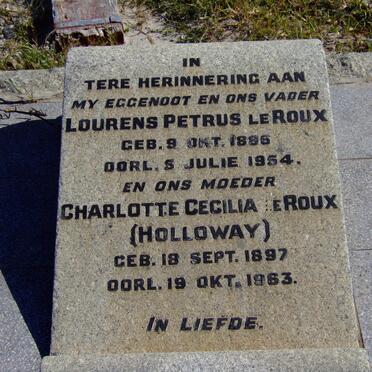 IN
TERE HERINNERING AAN
MY EGGENOOT EN ONS VADER
LOURENS PETRUS LE ROUX
GEB. 9 OKT. 1896
OORL. 5 JULIE 1954.
EN ONS MOEDER
CHARLOTTE CECILIA LE ROUX
(HOLLOWAY)
GEB. 18 SEPT. 1897
OORL. 19 OKT. 1963.
IN LIEFDE.